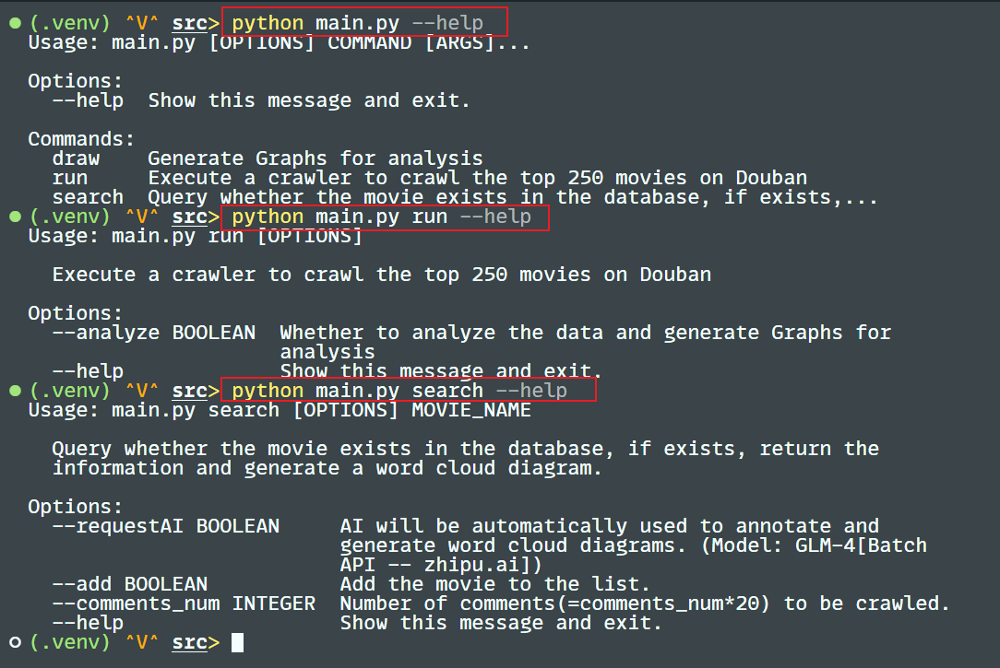 (.venv) ^V^ src> python main.py --help
Usage: main.py [OPTIONS] COMMAND [ARGS]...
Options:
--help Show this message and exit.
Commands:
draw Generate Graphs for analysis
run Execute a crawler to crawl the top 250 movies on Douban
search Query whether the movie exists in the database, if exists,...
(.venv) ^V^ src> python main.py run --help
Usage: main.py run [OPTIONS]
Execute a crawler to crawl the top 250 movies on Douban
Options:
--analyze BOOLEAN Whether to analyze the data and generate Graphs for
analysis
--help Show this message and exit.
(.venv) ^V^ src> python main.py search --help
Usage: main.py search [OPTIONS] MOVIE_NAME
Query whether the movie exists in the database, if exists, return the
information and generate a word cloud diagram.
Options:
--requestAI BOOLEAN AI will be automatically used to annotate and
generate word cloud diagrams. (Model: GLM-4[Batch
API -- zhipu.ai])
--add BOOLEAN Add the movie to the list.
--comments_num INTEGER Number of comments(=comments_num*20) to be crawled.
--help Show this message and exit.
(.venv) ^V^ src>